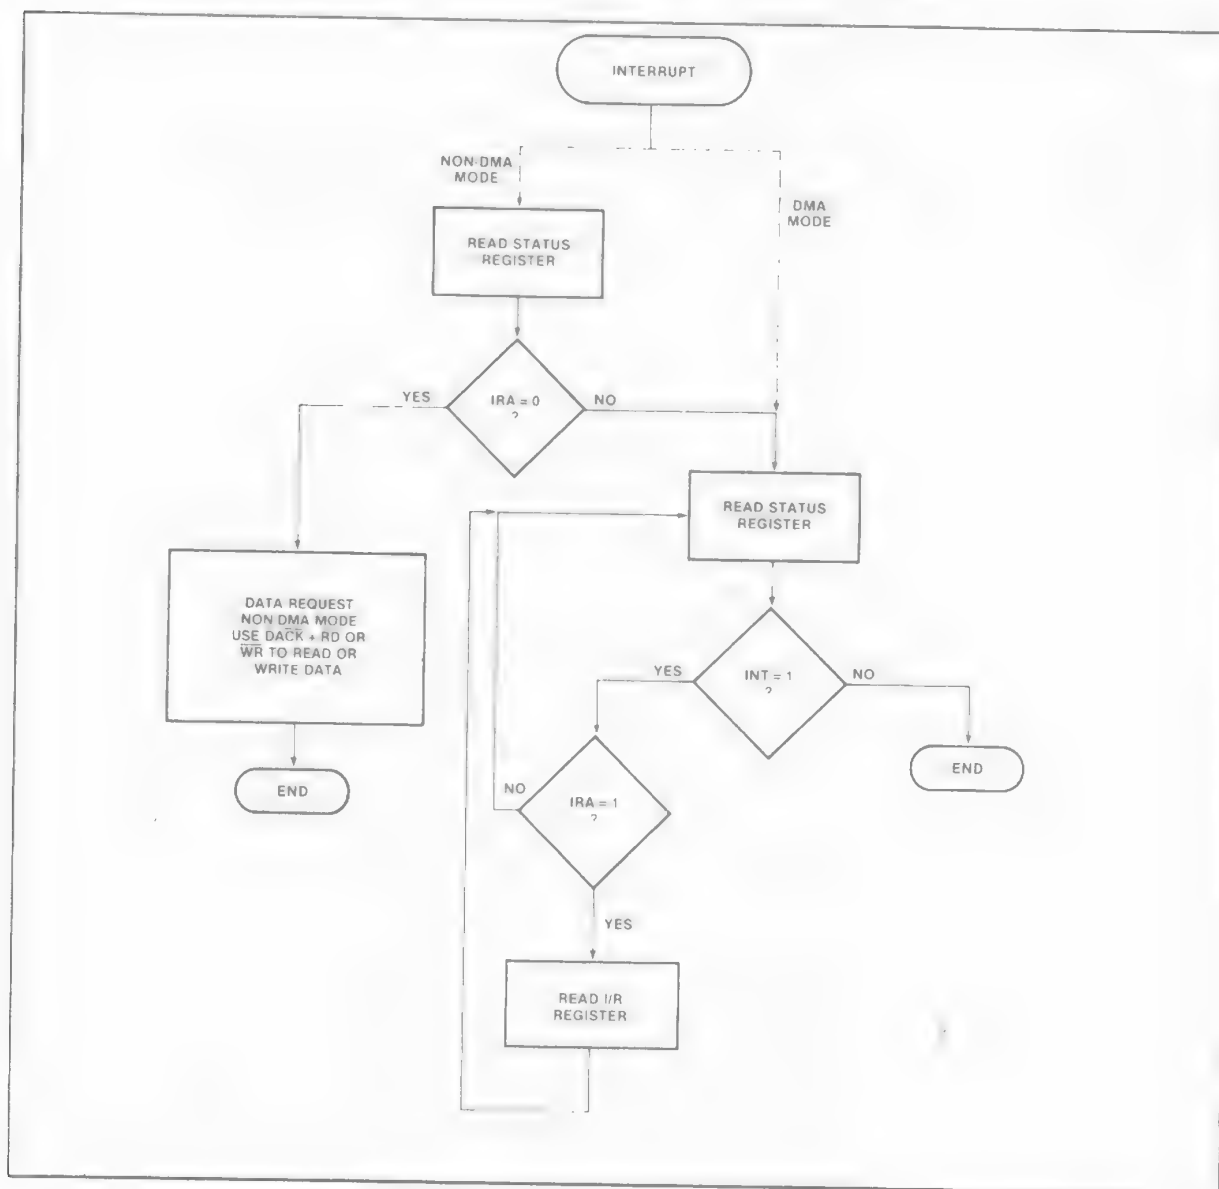 INTERRUPT
NON-DMA
MODE
DMA
MODE
READ STATUS
REGISTER
YES
IRA = 0
?
NO
READ STATUS
REGISTER
DATA REQUEST
NON DMA MODE
USE DACK + RD OR
WR TO READ OR
WRITE DATA
YES
INT = 1
?
NO
END
END
NO
IRA = 1
?
YES
READ I/R
REGISTER